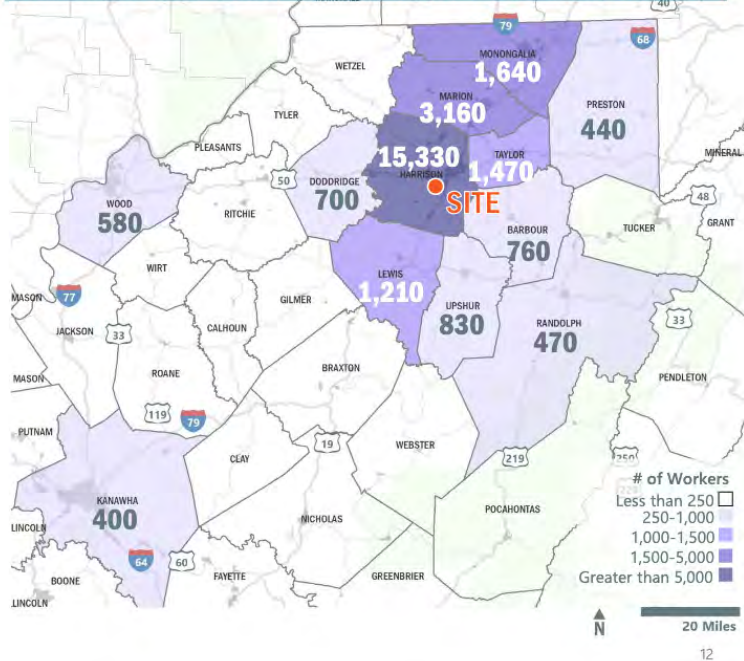 40
79
68
MONONGALIA
1,640
WETZEL
MARION
3,160
PRESTON
440
TYLER
PLEASANTS
15,330
HARRISON
TAYLOR
1,470
MINERAL
50
DODDRIDGE
700
SITE
48
WOOD
580
RITCHIE
BARBOUR
760
TUCKER
GRANT
WIRT
LEWIS
1,210
MASON
77
GILMER
UPSHUR
830
RANDOLPH
470
33
JACKSON
33
CALHOUN
ROANE
BRAXTON
PENDLETON
MASON
119
79
PUTNAM
19
WEBSTER
CLAY
219
250
KANAWHA
400
NICHOLAS
POCAHONTAS
LINCOLN
64
60
FAYETTE
GREENBRIER
BOONE
LINCOLN
# of Workers
Less than 250
250-1,000
1,000-1,500
1,500-5,000
Greater than 5,000
N
20 Miles
12